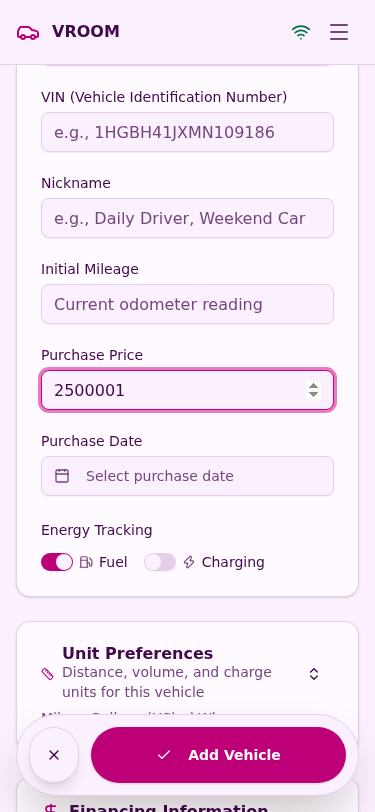 VROOM
VIN (Vehicle Identification Number)
e.g., 1HGBH41JXMN109186
Nickname
e.g., Daily Driver, Weekend Car
Initial Mileage
Current odometer reading
Purchase Price
2500001
Purchase Date
Select purchase date
Energy Tracking
Fuel
Charging
Unit Preferences
Distance, volume, and charge
units for this vehicle
Add Vehicle
Financing Information